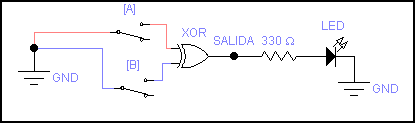 [A]
XOR
LED
SALIDA
330 Ω
[B]
GND
GND